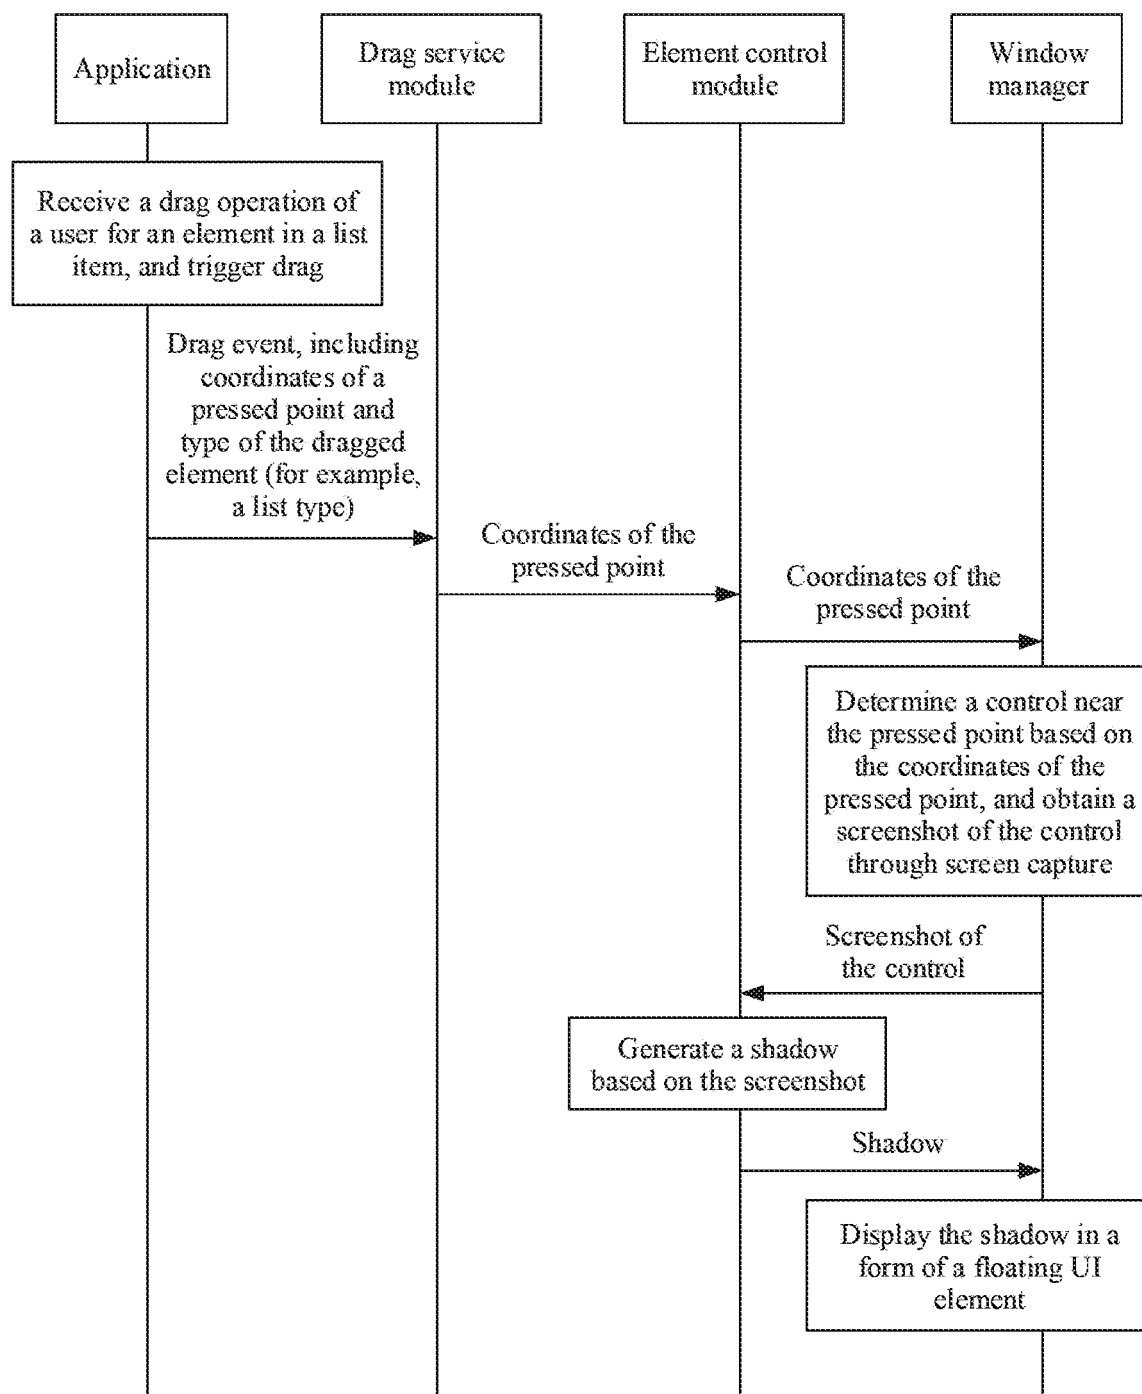 Application
Drag service
module
Element control
module
Window
manager
Receive a drag operation of
a user for an element in a list
item, and trigger drag
Drag event, including
coordinates of a
pressed point and
type of the dragged
element (for example,
a list type)
Coordinates of the
pressed point
Coordinates of the
pressed point
Determine a control near
the pressed point based on
the coordinates of the
pressed point, and obtain a
screenshot of the control
through screen capture
Screenshot of
the control
Generate a shadow
based on the screenshot
Shadow
Display the shadow in a
form of a floating UI
element